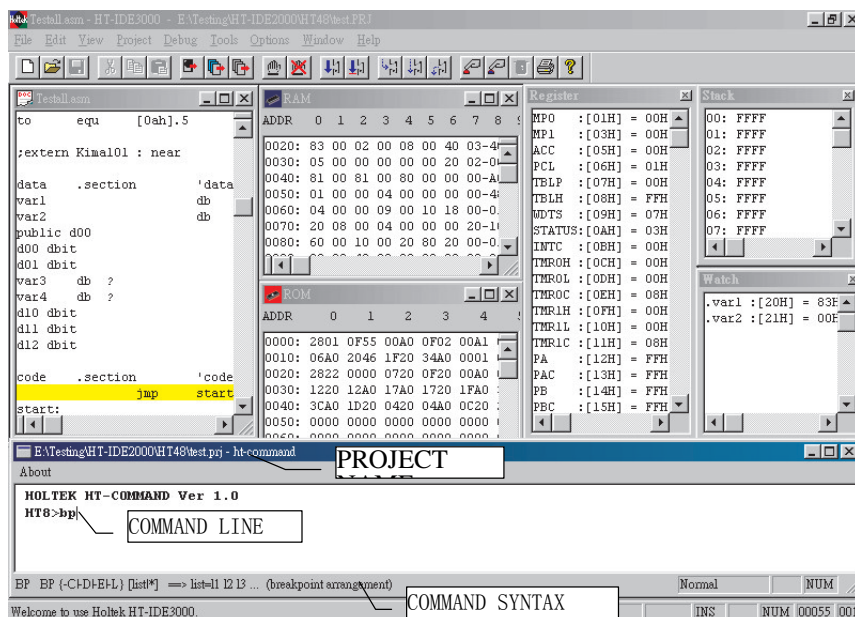 Testall.asm - HT-IDE3000 - E:\Testing\HT-IDE2000\HT48\test.PRJ
File Edit View Project Debug Tools Options Window Help
Testall.asm
to equ [0ah].5
;extern Kimal01 : near
data .section 'data
var1 db
var2 db
public d00
d00 dbit
d01 dbit
var3 db ?
var4 db ?
d10 dbit
d11 dbit
d12 dbit
code .section 'code
jmp start
start:
RAM
ADDR 0 1 2 3 4 5 6 7 8
0020: 83 00 02 00 08 00 40 03-4
0030: 05 00 00 00 00 00 20 02-0
0040: 81 00 81 00 80 00 00 00-A
0050: 01 00 00 04 00 00 00 00-4
0060: 04 00 00 09 00 10 18 00-0
0070: 20 08 00 04 00 00 00 20-1
0080: 60 00 10 00 20 80 20 00-0
ROM
ADDR 0 1 2 3 4
0000: 2801 0F55 00A0 0F02 00A1
0010: 06A0 2046 1F20 34A0 0001
0020: 2822 0000 0720 0F20 00A0
0030: 1220 12A0 17A0 1720 1FA0
0040: 3CA0 1D20 0420 04A0 0C20
0050: 0000 0000 0000 0000 0000
0060: 0000 0000 0000 0000 0000
Register
MP0 :[01H] = 00H
MP1 :[03H] = 00H
ACC :[05H] = 00H
PCL :[06H] = 01H
TBLP :[07H] = 00H
TBLH :[08H] = FFH
WDTS :[09H] = 07H
STATUS:[0AH] = 03H
INTC :[0BH] = 00H
TMR0H :[0CH] = 00H
TMR0L :[0DH] = 00H
TMR0C :[0EH] = 08H
TMR1H :[0FH] = 00H
TMR1L :[10H] = 00H
TMR1C :[11H] = 08H
PA :[12H] = FFH
PAC :[13H] = FFH
PB :[14H] = FFH
PBC :[15H] = FFH
Stack
00: FFFF
01: FFFF
02: FFFF
03: FFFF
04: FFFF
05: FFFF
06: FFFF
07: FFFF
Watch
.var1 :[20H] = 83H
.var2 :[21H] = 00H
E:\Testing\HT-IDE2000\HT48\test.prj - ht-command
PROJECT
NAME
About
HOLTEK HT-COMMAND Ver 1.0
HT8>bp
COMMAND LINE
BP BP {-C|-D|-E|-L} [list|*] ==> list=l1 l2 l3 ... (breakpoint arrangement)
Normal NUM
COMMAND SYNTAX
Welcome to use Holtek HT-IDE3000.
INS NUM 00055 001